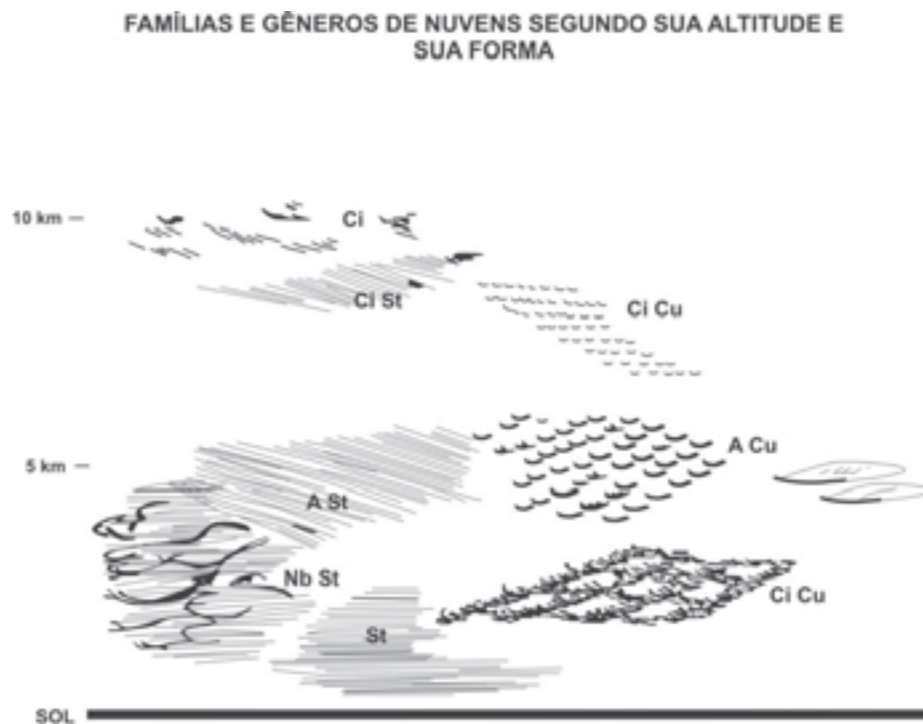 FAMÍLIAS E GÊNEROS DE NUVENS SEGUNDO SUA ALTITUDE E
SUA FORMA
10 km
Ci
Ci St
Ci Cu
A Cu
5 km
A St
Nb St
Ci Cu
St
SOL